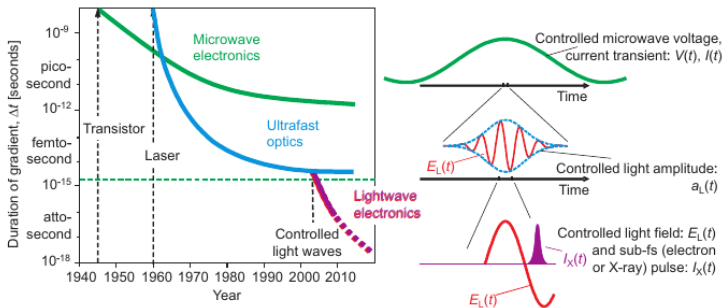 Duration of gradient, Δt [seconds]
10⁻⁹
pico-
second
10⁻¹²
femto-
second
10⁻¹⁵
atto-
second
10⁻¹⁸
1940 1950 1960 1970 1980 1990 2000 2010
Year
Microwave
electronics
Transistor
Laser
Ultrafast
optics
Lightwave
electronics
Controlled
light waves
Controlled microwave voltage,
current transient: V(t), I(t)
Time
E_L(t)
Controlled light amplitude:
a_L(t)
Time
Controlled light field: E_L(t)
and sub-fs (electron
or X-ray) pulse: I_X(t)
I_X(t)
E_L(t)